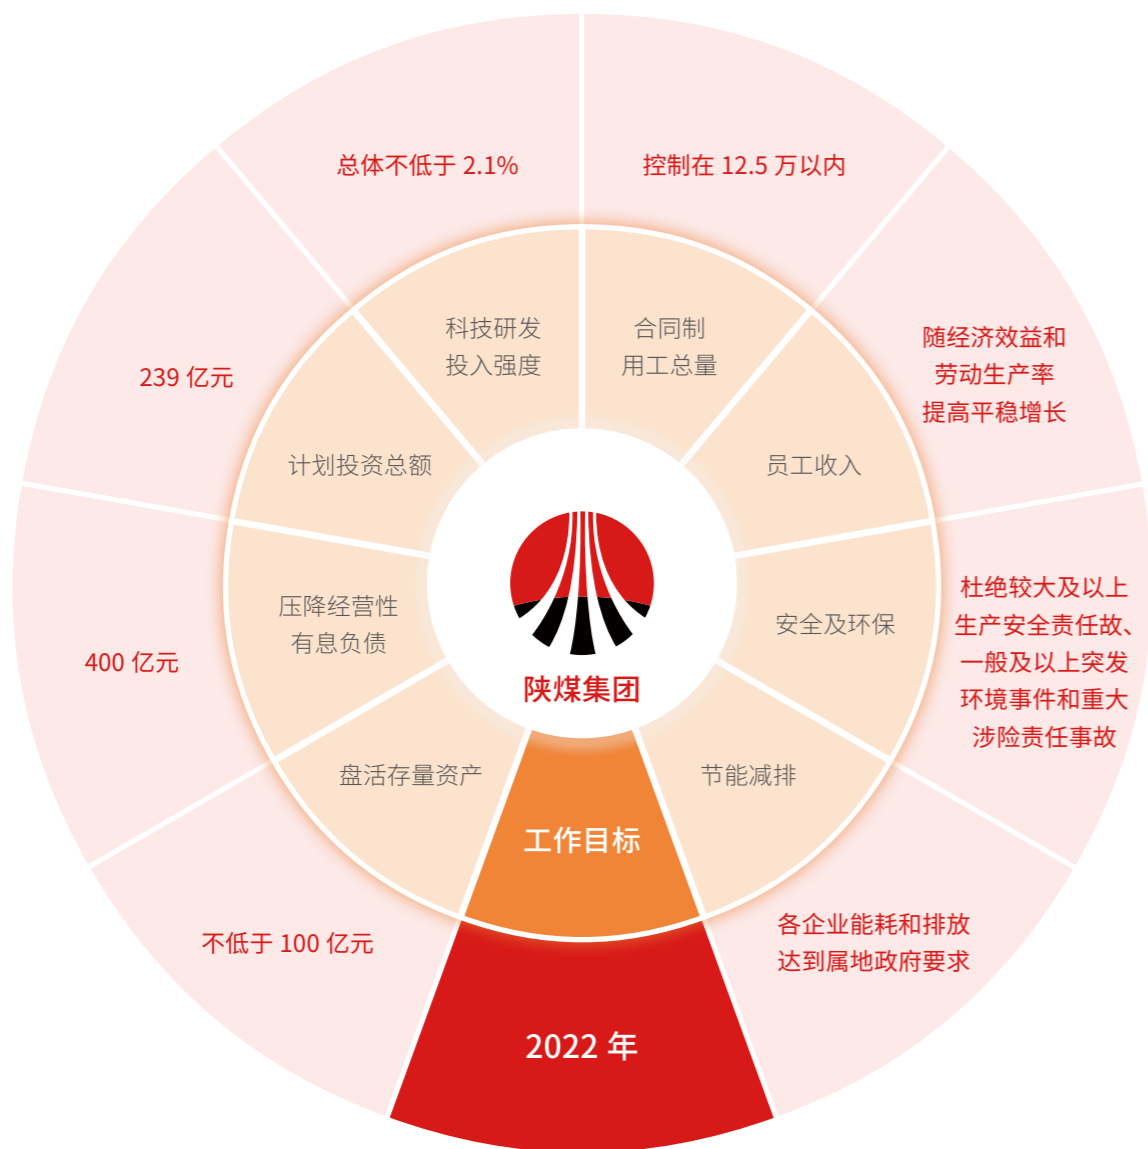 总体不低于 2.1%
控制在 12.5 万以内
科技研发
投入强度
合同制
用工总量
随经济效益和
劳动生产率
提高平稳增长
239 亿元
计划投资总额
员工收入
压降经营性
有息负债
400 亿元
安全及环保
杜绝较大及以上
生产安全责任故、
一般及以上突发
环境事件和重大
涉险责任事故
陕煤集团
盘活存量资产
节能减排
工作目标
不低于 100 亿元
各企业能耗和排放
达到属地政府要求
2022 年